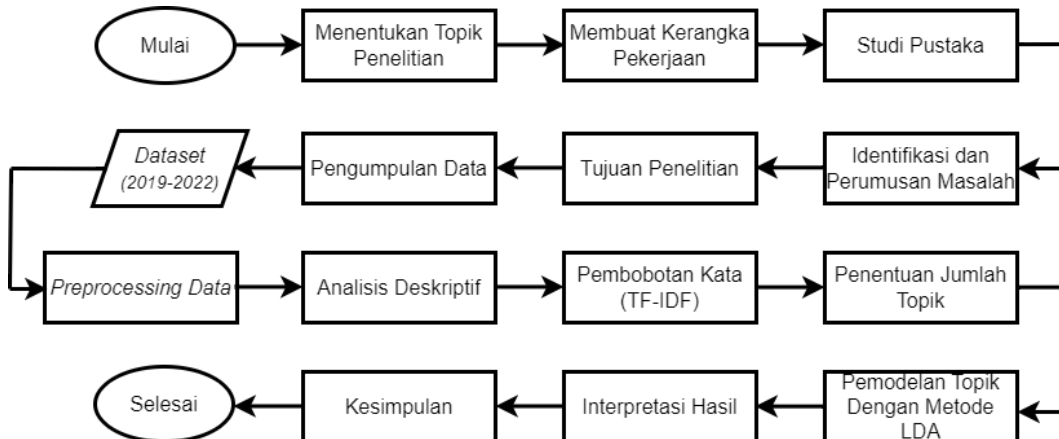 Mulai
Menentukan Topik
Penelitian
Membuat Kerangka
Pekerjaan
Studi Pustaka
Identifikasi dan
Perumusan Masalah
Tujuan Penelitian
Pengumpulan Data
Dataset
(2019-2022)
Preprocessing Data
Analisis Deskriptif
Pembobotan Kata
(TF-IDF)
Penentuan Jumlah
Topik
Pemodelan Topik
Dengan Metode
LDA
Interpretasi Hasil
Kesimpulan
Selesai